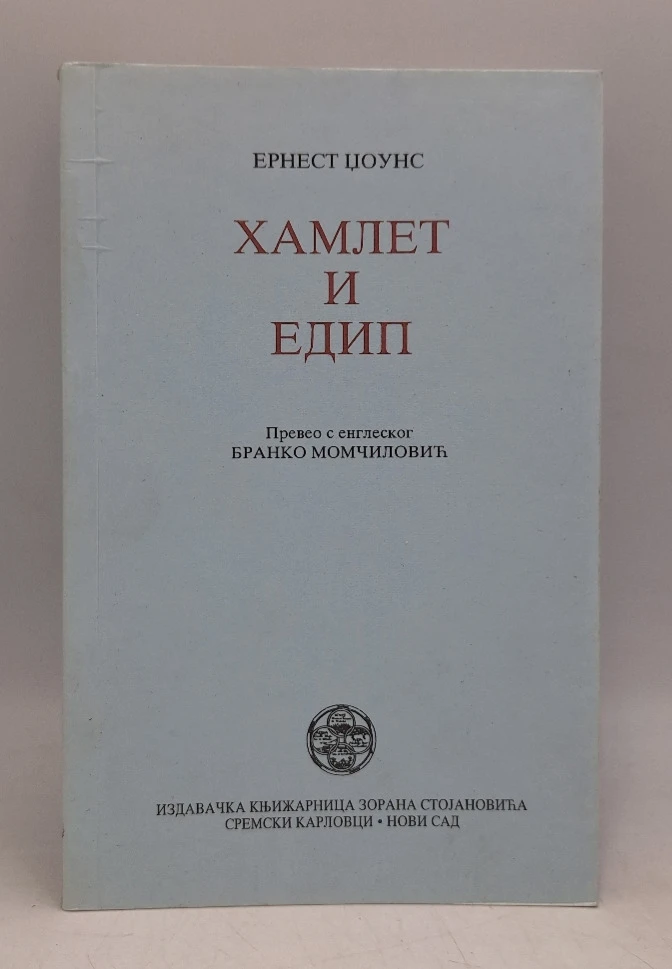 ЕРНЕСТ ЏОУНС
ХАМЛЕТ
И
ЕДИП
Превео с енглеског
БРАНКО МОМЧИЛОВИЋ
ИЗДАВАЧКА КЊИЖАРНИЦА ЗОРАНА СТОЈАНОВИЋА
СРЕМСКИ КАРЛОВЦИ • НОВИ САД